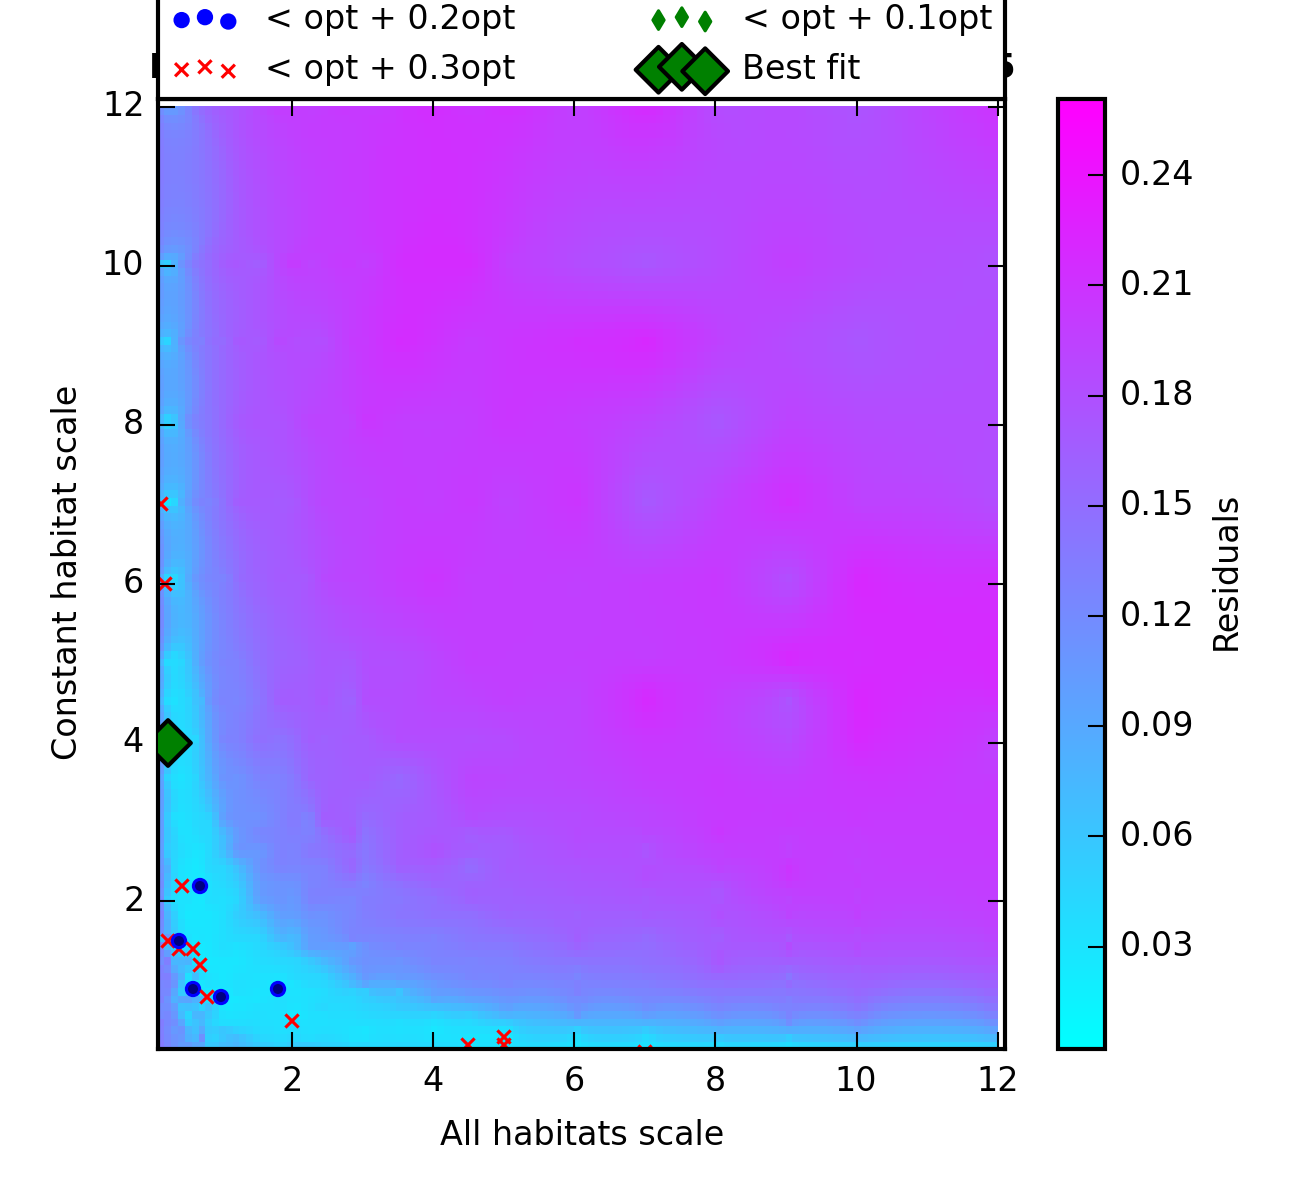 < opt + 0.2opt
< opt + 0.1opt
< opt + 0.3opt
Best fit
12
10
8
6
4
2
Constant habitat scale
2 4 6 8 10 12
All habitats scale
0.24
0.21
0.18
0.15
0.12
0.09
0.06
0.03
Residuals